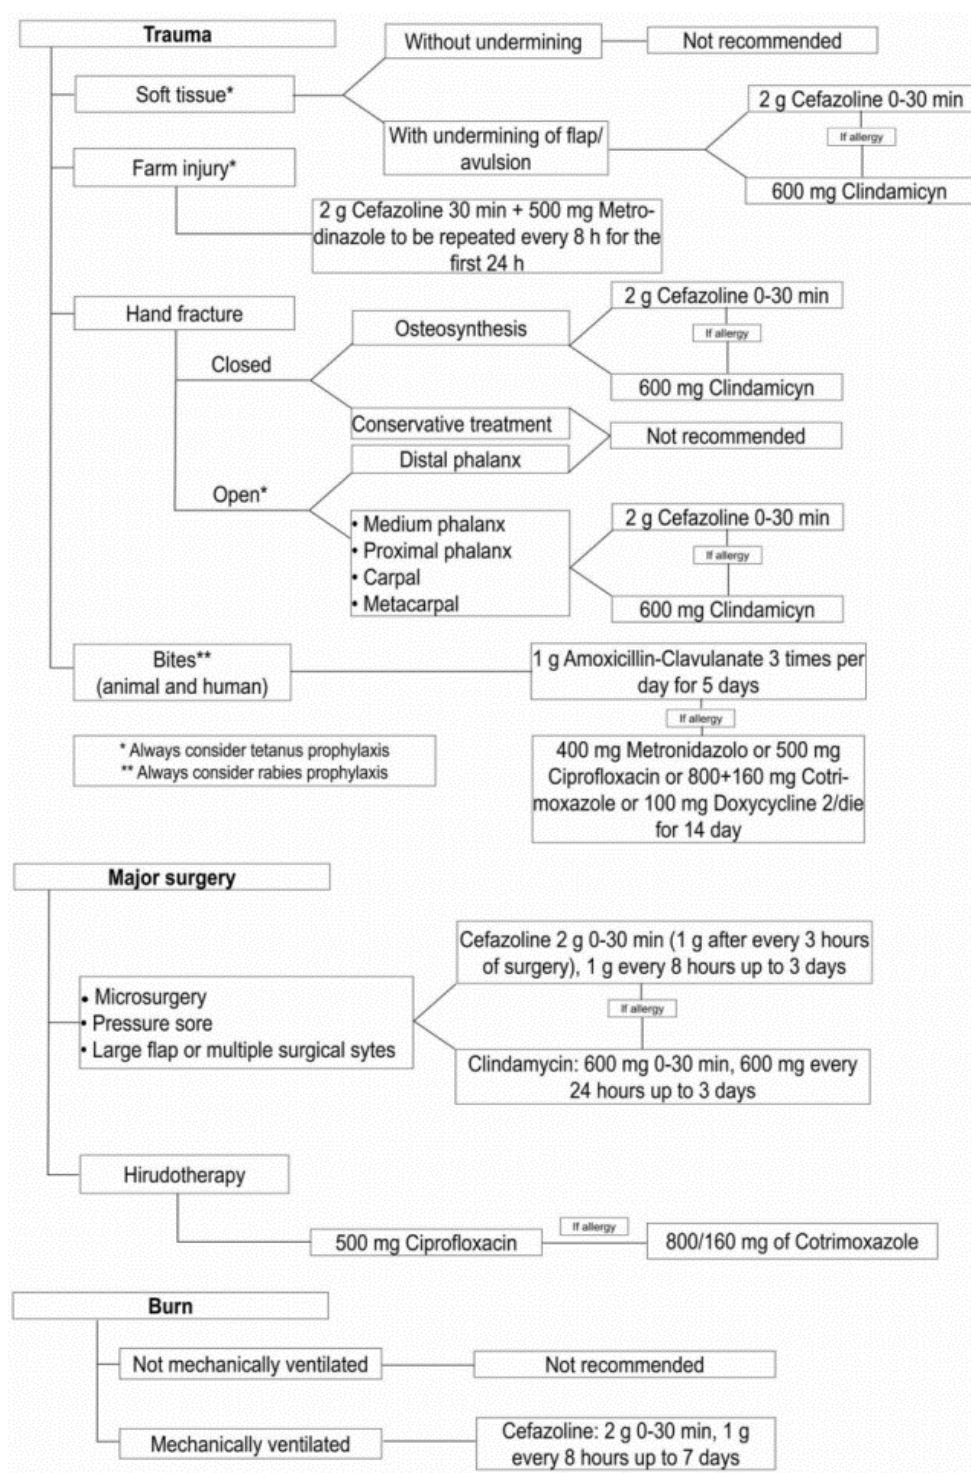 Trauma
Without undermining
Not recommended
Soft tissue*
With undermining of flap/
avulsion
2 g Cefazoline 0-30 min
If allergy
600 mg Clindamicyn
Farm injury*
2 g Cefazoline 30 min + 500 mg Metro-
dinazole to be repeated every 8 h for the
first 24 h
Hand fracture
Closed
Osteosynthesis
2 g Cefazoline 0-30 min
If allergy
600 mg Clindamicyn
Conservative treatment
Not recommended
Distal phalanx
Open*
• Medium phalanx
• Proximal phalanx
• Carpal
• Metacarpal
2 g Cefazoline 0-30 min
If allergy
600 mg Clindamicyn
Bites**
(animal and human)
1 g Amoxicillin-Clavulanate 3 times per
day for 5 days
If allergy
400 mg Metronidazolo or 500 mg
Ciprofloxacin or 800+160 mg Cotri-
moxazole or 100 mg Doxycycline 2/die
for 14 day
* Always consider tetanus prophylaxis
** Always consider rabies prophylaxis
Major surgery
• Microsurgery
• Pressure sore
• Large flap or multiple surgical sytes
Cefazoline 2 g 0-30 min (1 g after every 3 hours
of surgery), 1 g every 8 hours up to 3 days
If allergy
Clindamycin: 600 mg 0-30 min, 600 mg every
24 hours up to 3 days
Hirudotherapy
500 mg Ciprofloxacin
If allergy
800/160 mg of Cotrimoxazole
Burn
Not mechanically ventilated
Not recommended
Mechanically ventilated
Cefazoline: 2 g 0-30 min, 1 g
every 8 hours up to 7 days